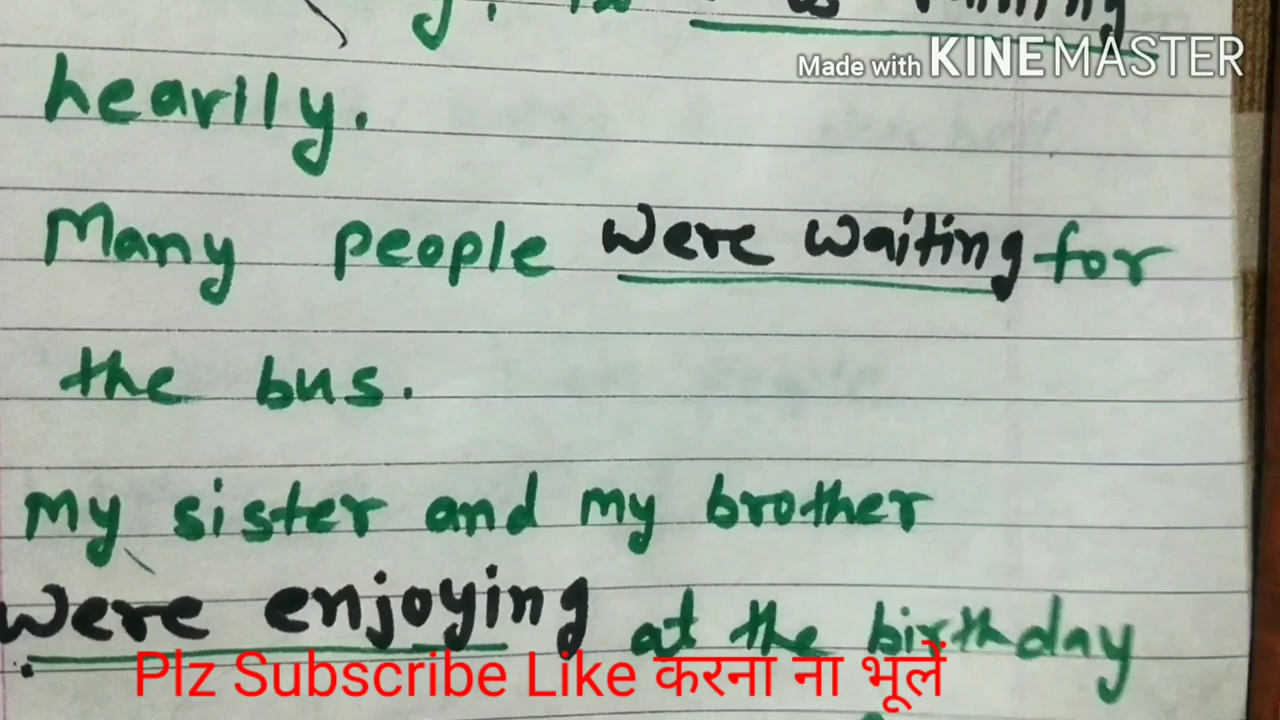 Made with KINEMASTER
hearily.
Many people were waiting for
the bus.
my sister and my brother
were enjoying at the birthday
Plz Subscribe Like करना ना भूलें